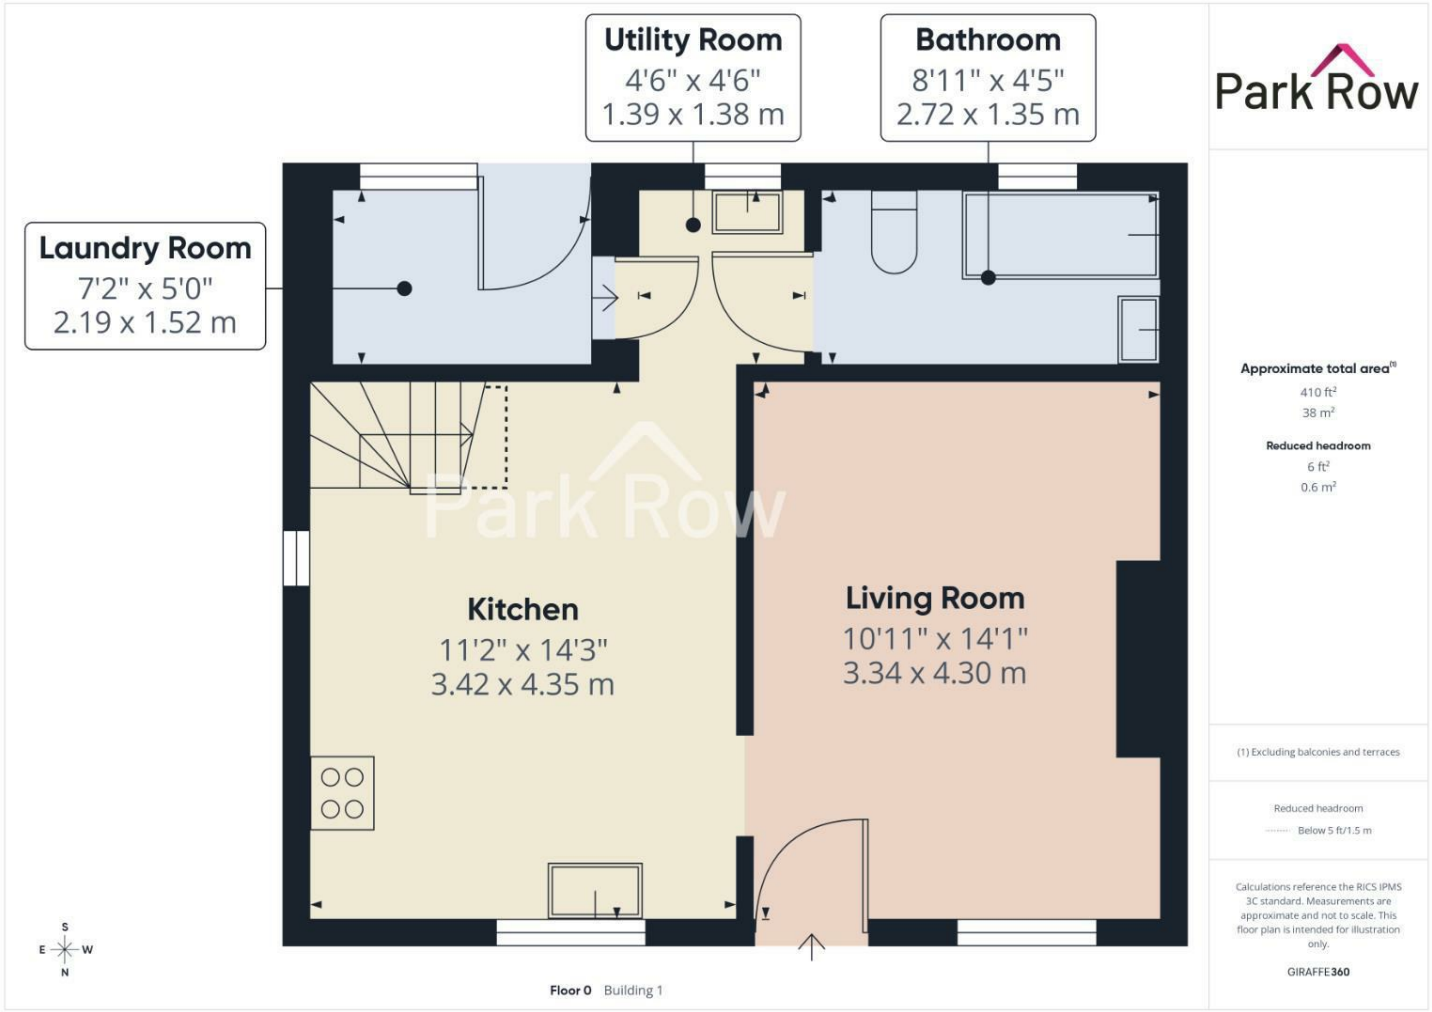 Utility Room
4'6" x 4'6"
1.39 x 1.38 m
Bathroom
8'11" x 4'5"
2.72 x 1.35 m
Park Row
Laundry Room
7'2" x 5'0"
2.19 x 1.52 m
Approximate total area(1)
410 ft²
38 m²
Reduced headroom
6 ft²
0.6 m²
Park Row
Kitchen
11'2" x 14'3"
3.42 x 4.35 m
Living Room
10'11" x 14'1"
3.34 x 4.30 m
(1) Excluding balconies and terraces
Reduced headroom
Below 5 ft/1.5 m
Calculations reference the RICS IPMS
3C standard. Measurements are
approximate and not to scale. This
floor plan is intended for illustration
only.
GIRAFFE360
S
E W
N
Floor 0 Building 1